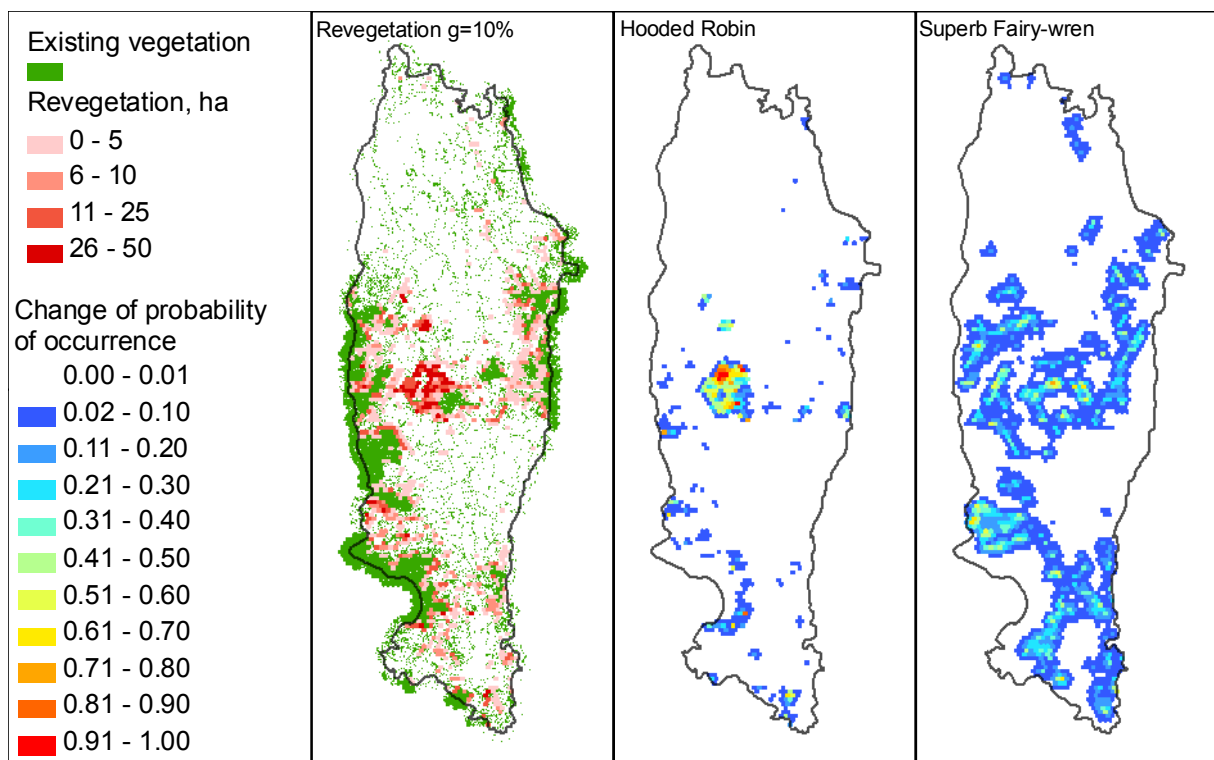 Existing vegetation
Revegetation, ha
0 - 5
6 - 10
11 - 25
26 - 50
Change of probability
of occurrence
0.00 - 0.01
0.02 - 0.10
0.11 - 0.20
0.21 - 0.30
0.31 - 0.40
0.41 - 0.50
0.51 - 0.60
0.61 - 0.70
0.71 - 0.80
0.81 - 0.90
0.91 - 1.00
Revegetation g=10%
Hooded Robin
Superb Fairy-wren